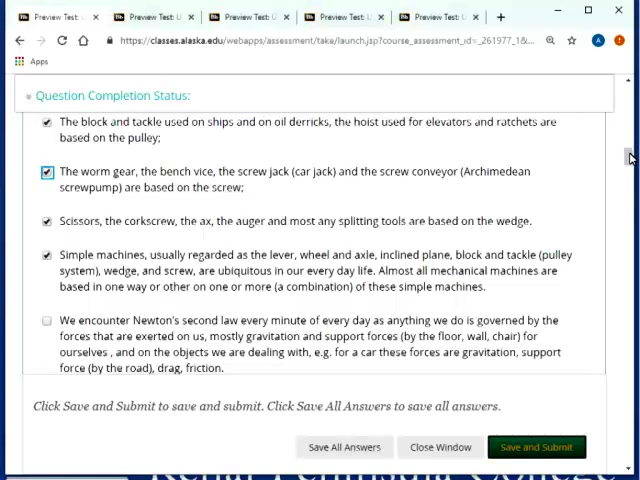 Preview Test: L
Preview Test: U
Preview Test: U
Preview Test: L
Preview Test: U
https://classes.alaska.edu/webapps/assessment/take/launch.jsp?course_assessment_id=_261977_1&...
A
Apps
Question Completion Status:
The block and tackle used on ships and on oil derricks, the hoist used for elevators and ratchets are
based on the pulley;
The worm gear, the bench vice, the screw jack (car jack) and the screw conveyor (Archimedean
screwpump) are based on the screw;
Scissors, the corkscrew, the ax, the auger and most any splitting tools are based on the wedge.
Simple machines, usually regarded as the lever, wheel and axle, inclined plane, block and tackle (pulley
system), wedge, and screw, are ubiquitous in our every day life. Almost all mechanical machines are
based in one way or other on one or more (a combination) of these simple machines.
We encounter Newton's second law every minute of every day as anything we do is governed by the
forces that are exerted on us, mostly gravitation and support forces (by the floor, wall, chair) for
ourselves , and on the objects we are dealing with, e.g. for a car these forces are gravitation, support
force (by the road), drag, friction.
Click Save and Submit to save and submit. Click Save All Answers to save all answers.
Save All Answers
Close Window
Save and Submit
Kenai Peninsula College